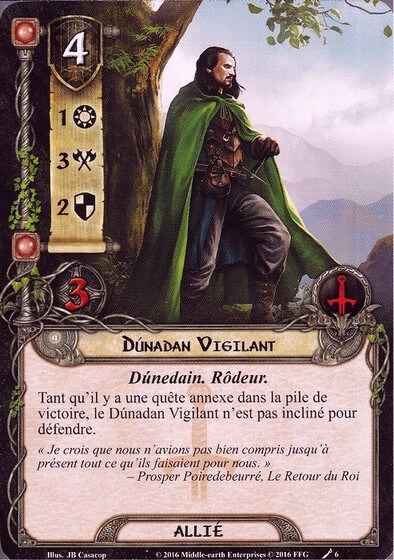 4
1
3
2
3
Dúnadan Vigilant
Dúnedain. Rôdeur.
Tant qu'il y a une quête annexe dans la pile de
victoire, le Dúnadan Vigilant n'est pas incliné pour
défendre.
« Je crois que nous n'avions pas bien compris jusqu'à
présent tout ce qu'ils faisaient pour nous. »
– Prosper Poiredebeurré, Le Retour du Roi
ALLIÉ
Illus. JB Casacop © 2016 Middle-earth Enterprises © 2016 FFG 6